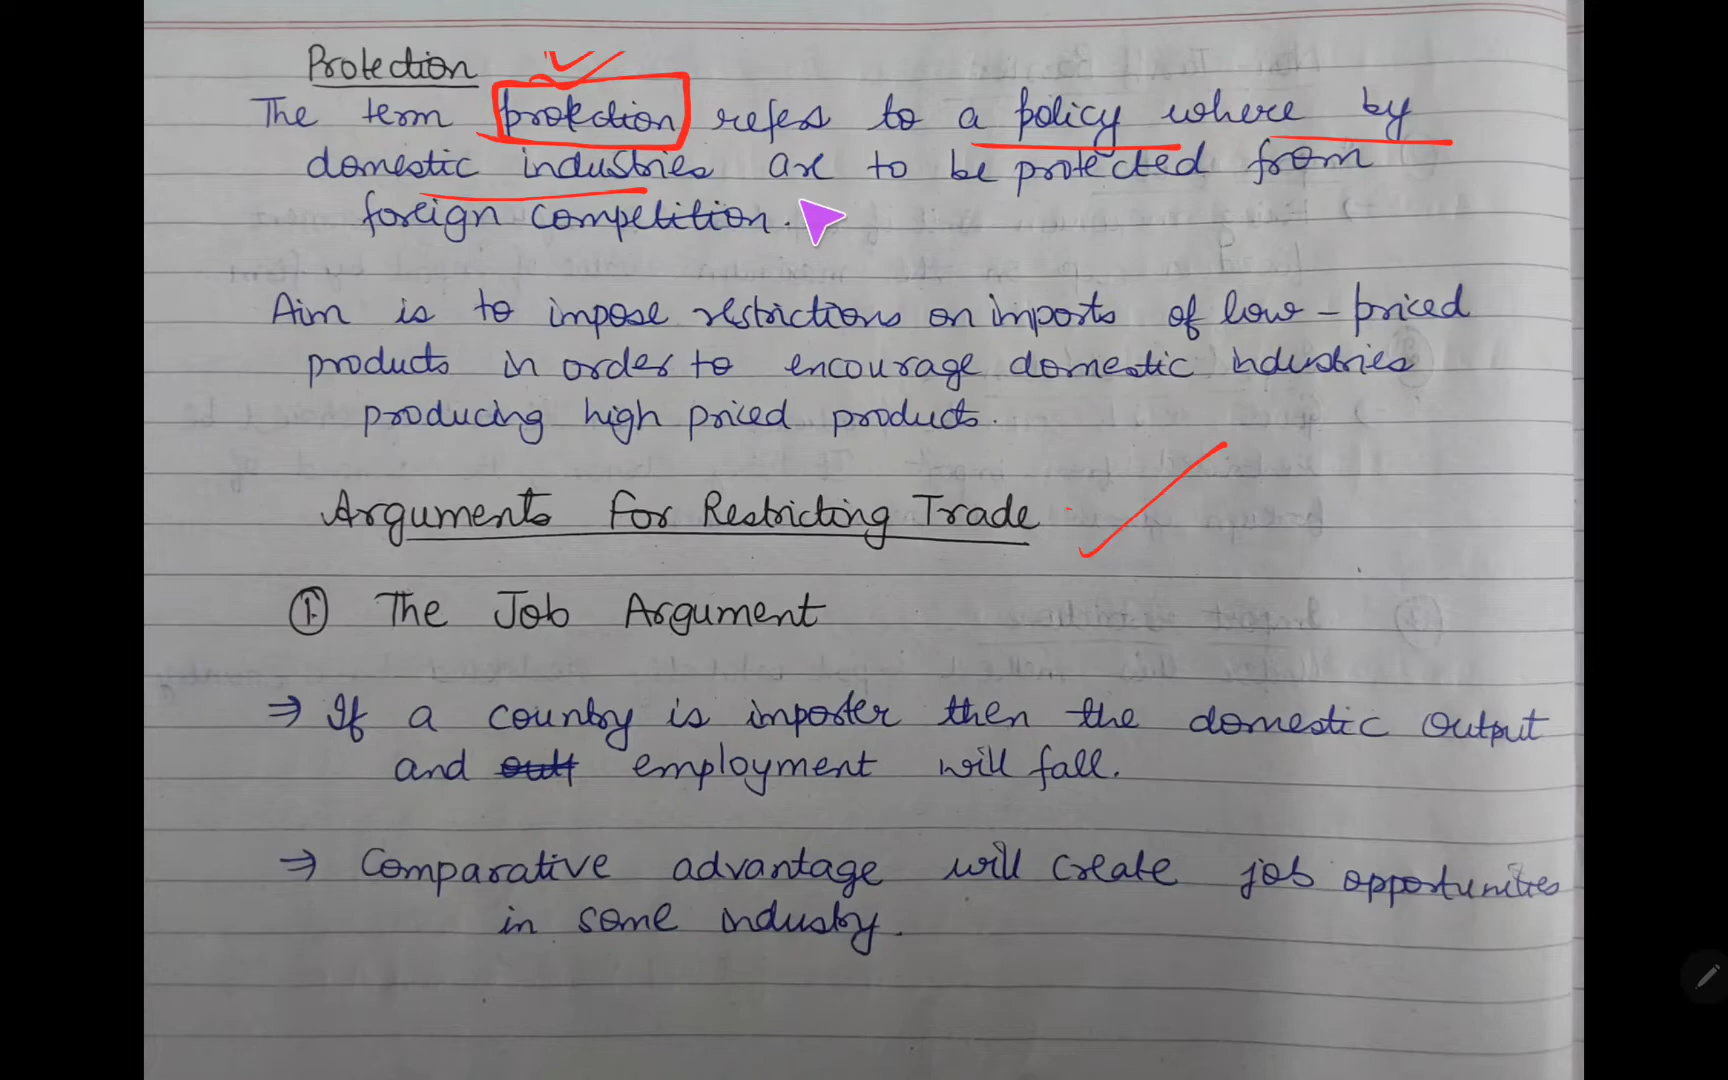 Protection
The term protection refers to a policy where by
domestic industries are to be protected from
foreign competition.
Aim is to impose restrictions on imports of low - priced
products in order to encourage domestic industries
producing high priced products.
Arguments for Restricting Trade
① The Job Argument
⇒ If a country is importer then the domestic output
and employment will fall.
⇒ Comparative advantage will create job opportunities
in some industry.